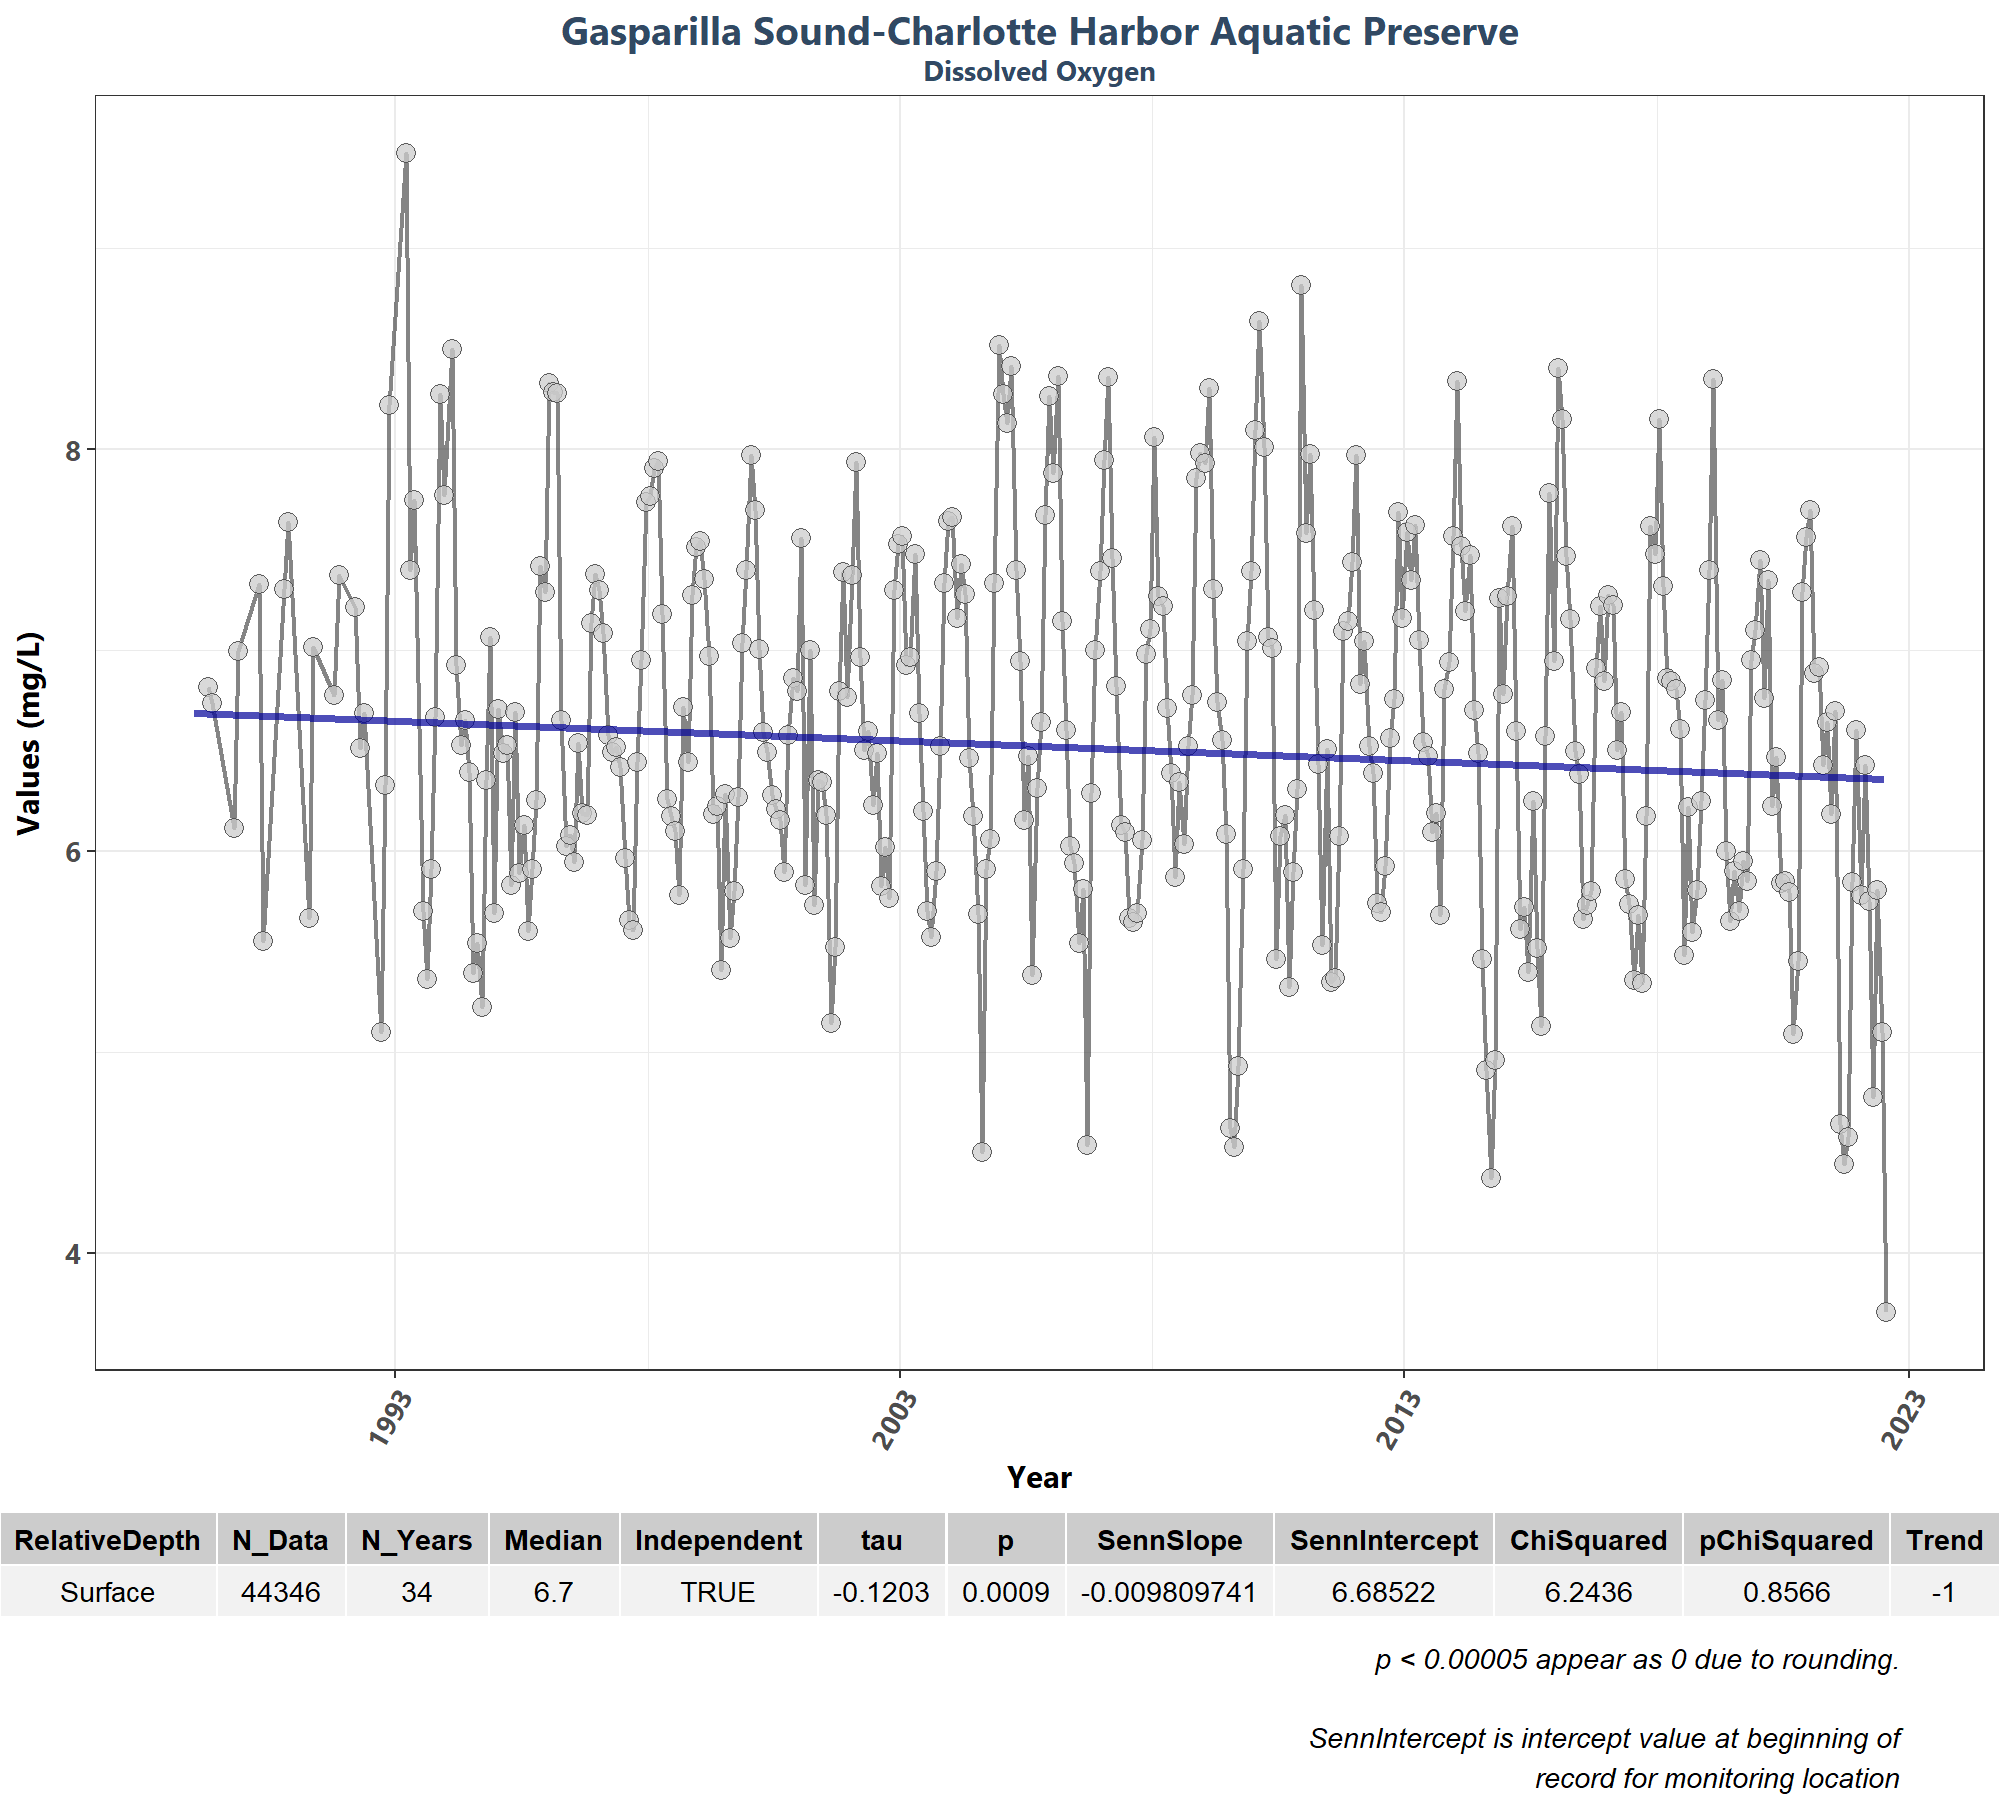 Gasparilla Sound-Charlotte Harbor Aquatic Preserve
Dissolved Oxygen
Values (mg/L)
8
6
4
1993
2003
2013
2023
Year
RelativeDepth N_Data N_Years Median Independent tau p SennSlope SennIntercept ChiSquared pChiSquared Trend
Surface 44346 34 6.7 TRUE -0.1203 0.0009 -0.009809741 6.68522 6.2436 0.8566 -1
p < 0.00005 appear as 0 due to rounding.
SennIntercept is intercept value at beginning of
record for monitoring location